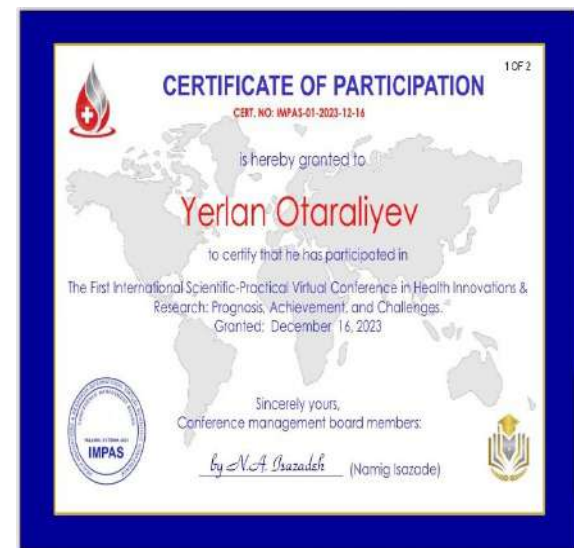 1 OF 2
CERTIFICATE OF PARTICIPATION
CERT. NO: IMPAS-01-2023-12-16
is hereby granted to
Yerlan Otaraliyev
to certify that he has participated in
The First International Scientific-Practical Virtual Conference in Health Innovations &
Research: Prognosis, Achievement, and Challenges.
Granted: December 16, 2023
Sincerely yours,
Conference management board members:
by N.A. Isazadeh (Namig Isazade)
IMPAS